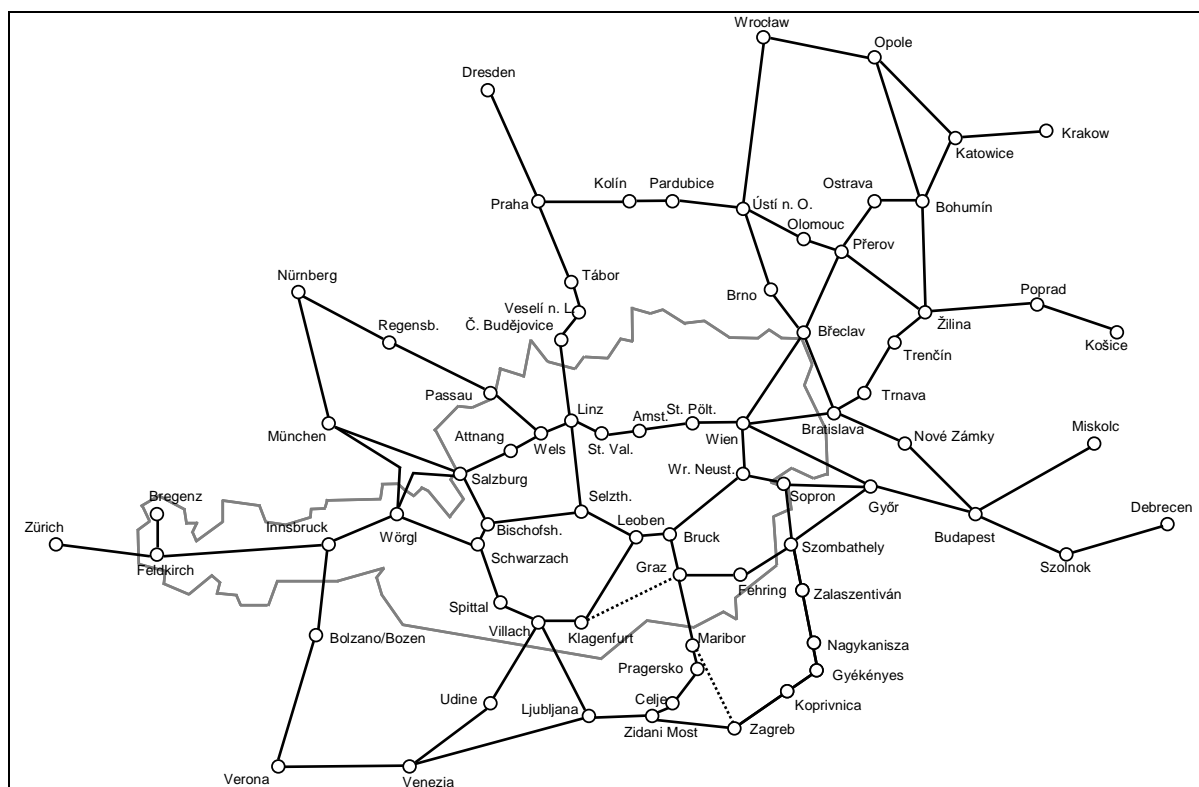 Wrocław
Opole
Dresden
Krakow
Katowice
Kolín
Pardubice
Ostrava
Praha
Ústí n. O.
Bohumín
Olomouc
Přerov
Nürnberg
Tábor
Brno
Poprad
Veselí n. L.
Regensb.
Č. Budějovice
Břeclav
Žilina
Košice
Trenčín
Passau
Trnava
Linz
Amst.
St. Pölt.
München
Attnang
Wels
St. Val.
Wien
Bratislava
Nové Zámky
Miskolc
Salzburg
Wr. Neust.
Bregenz
Selzth.
Sopron
Győr
Debrecen
Zürich
Innsbruck
Wörgl
Bischofsh.
Leoben
Bruck
Budapest
Feldkirch
Schwarzach
Szombathely
Szolnok
Graz
Fehring
Zalaszentiván
Spittal
Villach
Klagenfurt
Bolzano/Bozen
Maribor
Nagykanisza
Pragersko
Gyékényes
Udine
Ljubljana
Celje
Koprivnica
Zidani Most
Zagreb
Verona
Venezia